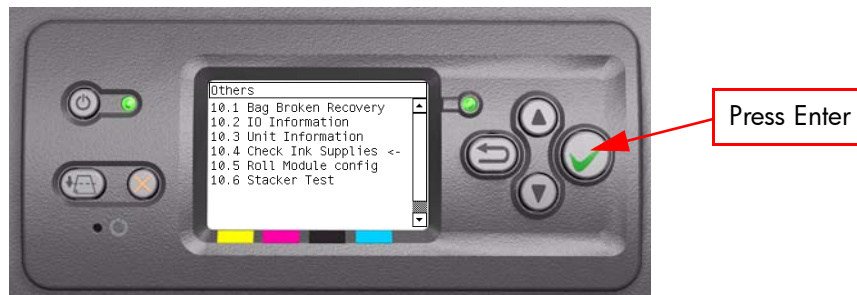 Others
10.1 Bag Broken Recovery
10.2 IO Information
10.3 Unit Information
10.4 Check Ink Supplies <-
10.5 Roll Module config
10.6 Stacker Test
Press Enter